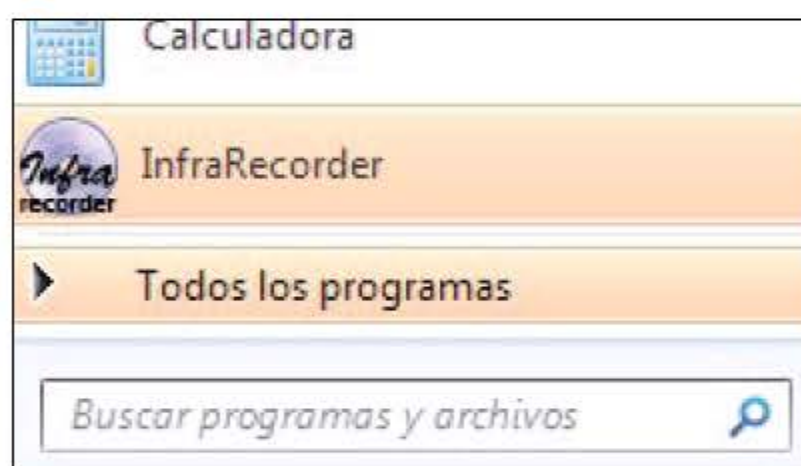 Calculadora
Infra
recorder
InfraRecorder
Todos los programas
Buscar programas y archivos